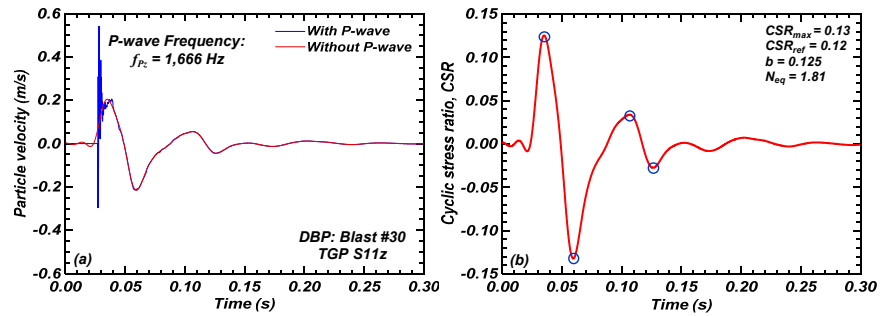 0.6
0.4
0.2
0.0
-0.2
-0.4
-0.6
Particle velocity (m/s)
P-wave Frequency:
f_Pz = 1,666 Hz
With P-wave
Without P-wave
(a)
DBP: Blast #30
TGP S11z
0.00 0.05 0.10 0.15 0.20 0.25 0.30
Time (s)
0.15
0.10
0.05
0.00
-0.05
-0.10
-0.15
Cyclic stress ratio, CSR
CSR_max = 0.13
CSR_ref = 0.12
b = 0.125
N_eq = 1.81
(b)
0.00 0.05 0.10 0.15 0.20 0.25 0.30
Time (s)